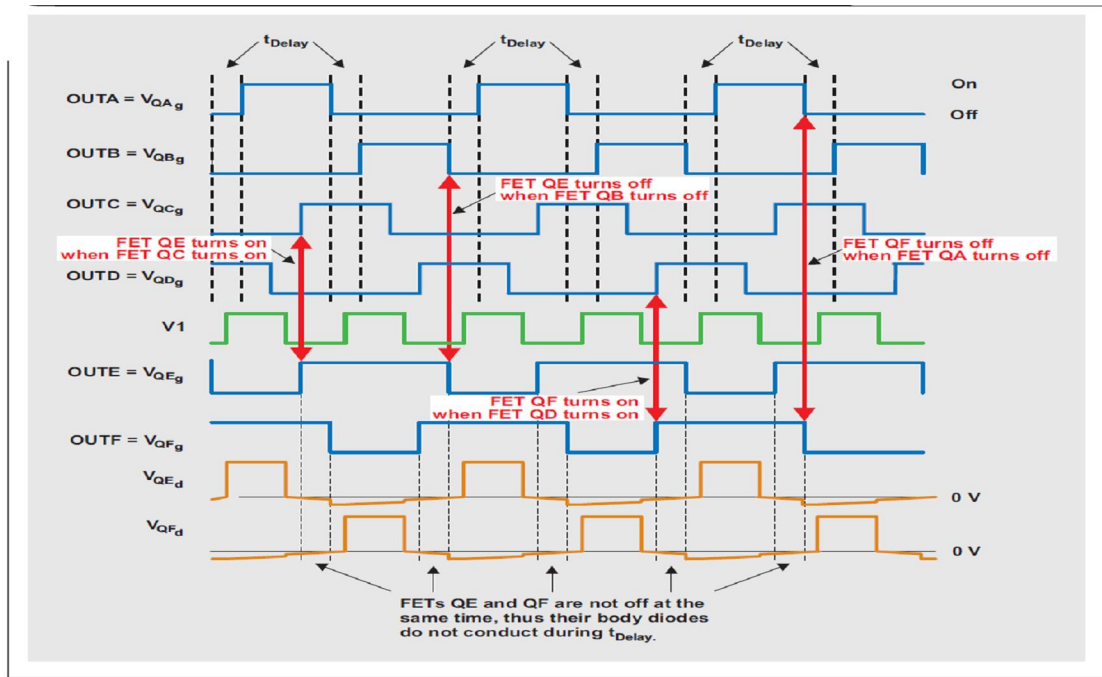 tDelay tDelay tDelay
OUTA = VQAg
On
Off
OUTB = VQBg
FET QE turns off
when FET QB turns off
OUTC = VQCg
FET QE turns on
when FET QC turns on
FET QF turns off
when FET QA turns off
OUTD = VQDg
V1
OUTE = VQEg
FET QF turns on
when FET QD turns on
OUTF = VQFg
VQEd
0 V
VQFd
0 V
FETs QE and QF are not off at the
same time, thus their body diodes
do not conduct during tDelay.